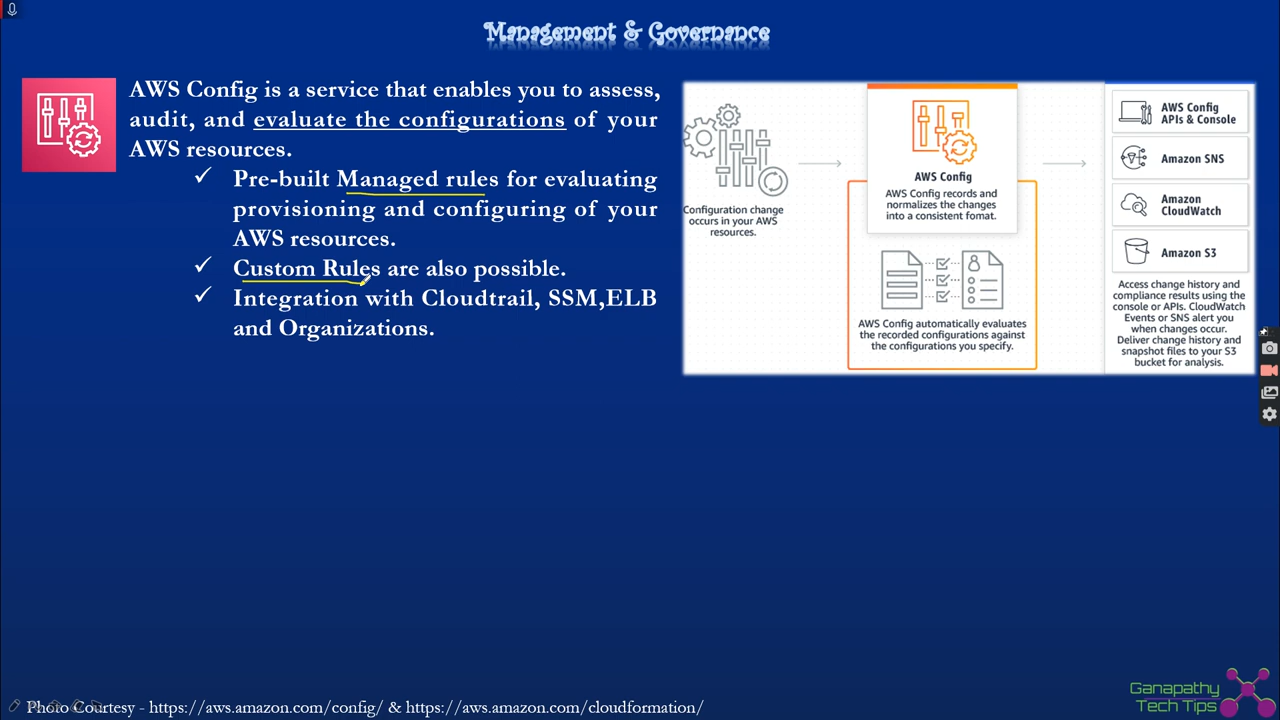 Management & Governance
AWS Config is a service that enables you to assess,
audit, and evaluate the configurations of your
AWS resources.
Pre-built Managed rules for evaluating
provisioning and configuring of your
AWS resources.
Custom Rules are also possible.
Integration with Cloudtrail, SSM,ELB
and Organizations.
Configuration change
occurs in your AWS
resources.
AWS Config
AWS Config records and
normalizes the changes
into a consistent fomat.
AWS Config automatically evaluates
the recorded configurations against
the configurations you specify.
AWS Config
APIs & Console
Amazon SNS
Amazon
CloudWatch
Amazon S3
Access change history and
compliance results using the
console or APIs. CloudWatch
Events or SNS alert you
when changes occur.
Deliver change history and
snapshot files to your S3
bucket for analysis.
Photo Courtesy - https://aws.amazon.com/config/ & https://aws.amazon.com/cloudformation/
Ganapathy
Tech Tips